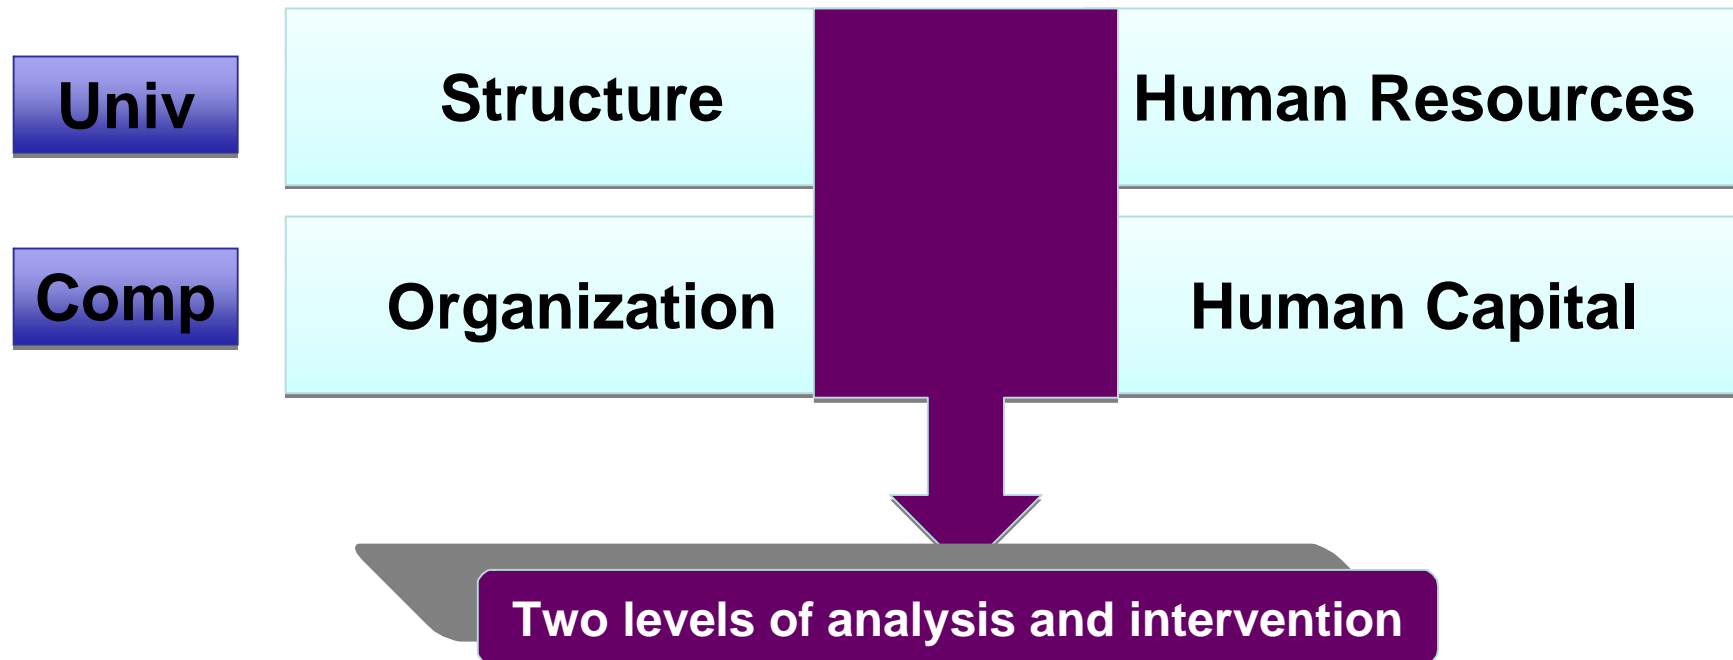 Univ
Structure
Human Resources
Comp
Organization
Human Capital
Two levels of analysis and intervention